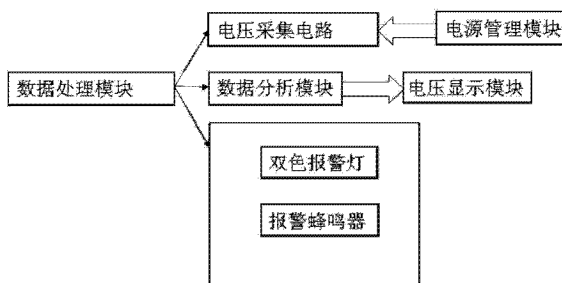 电压采集电路
电源管理模块
数据处理模块
数据分析模块
电压显示模块
双色报警灯
报警蜂鸣器